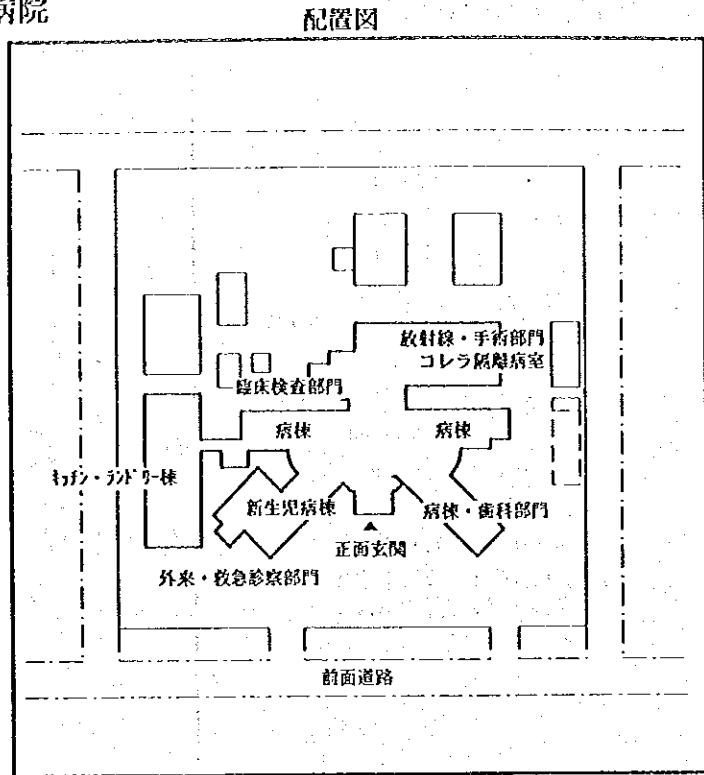 病院
配置図
放射線・手術部門
コレラ隔離病室
臨床検査部門
病棟
病棟
キッチン・ランドリー棟
新生児病棟
病棟・歯科部門
正面玄関
外来・救急診察部門
前面道路